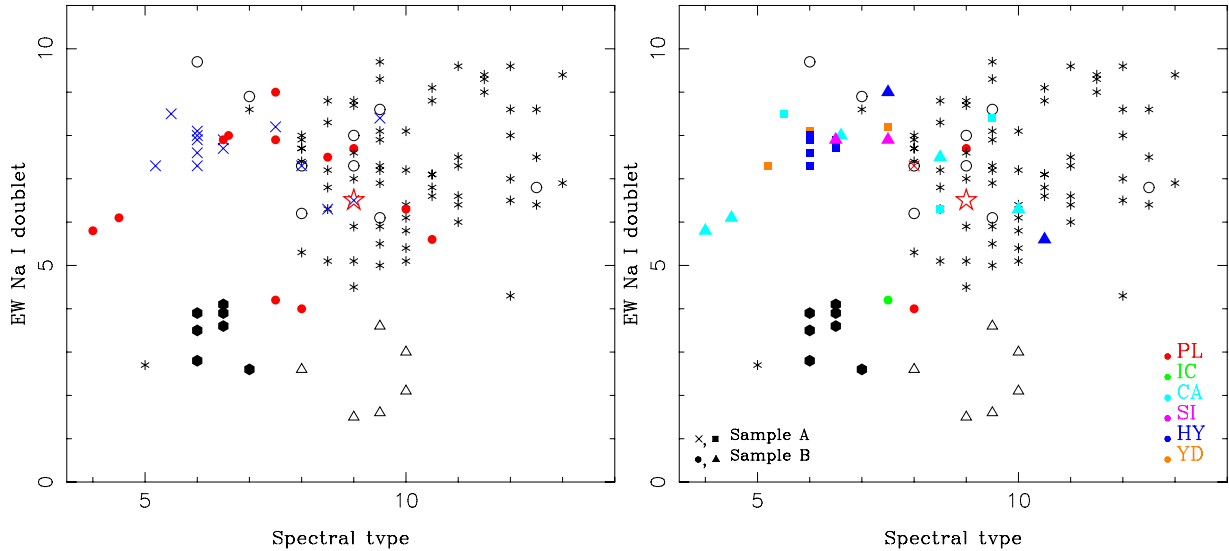 10
5
0
EW Na I doublet
5
10
Spectral type
10
5
0
EW Na I doublet
PL
IC
CA
SI
HY
YD
, Sample A
, Sample B
5
10
Spectral type